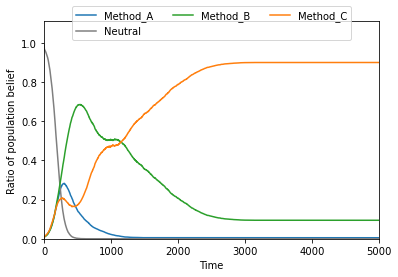 Method_A Method_B Method_C
Neutral
1.0
0.8
0.6
0.4
0.2
0.0
Ratio of population belief
0 1000 2000 3000 4000 5000
Time